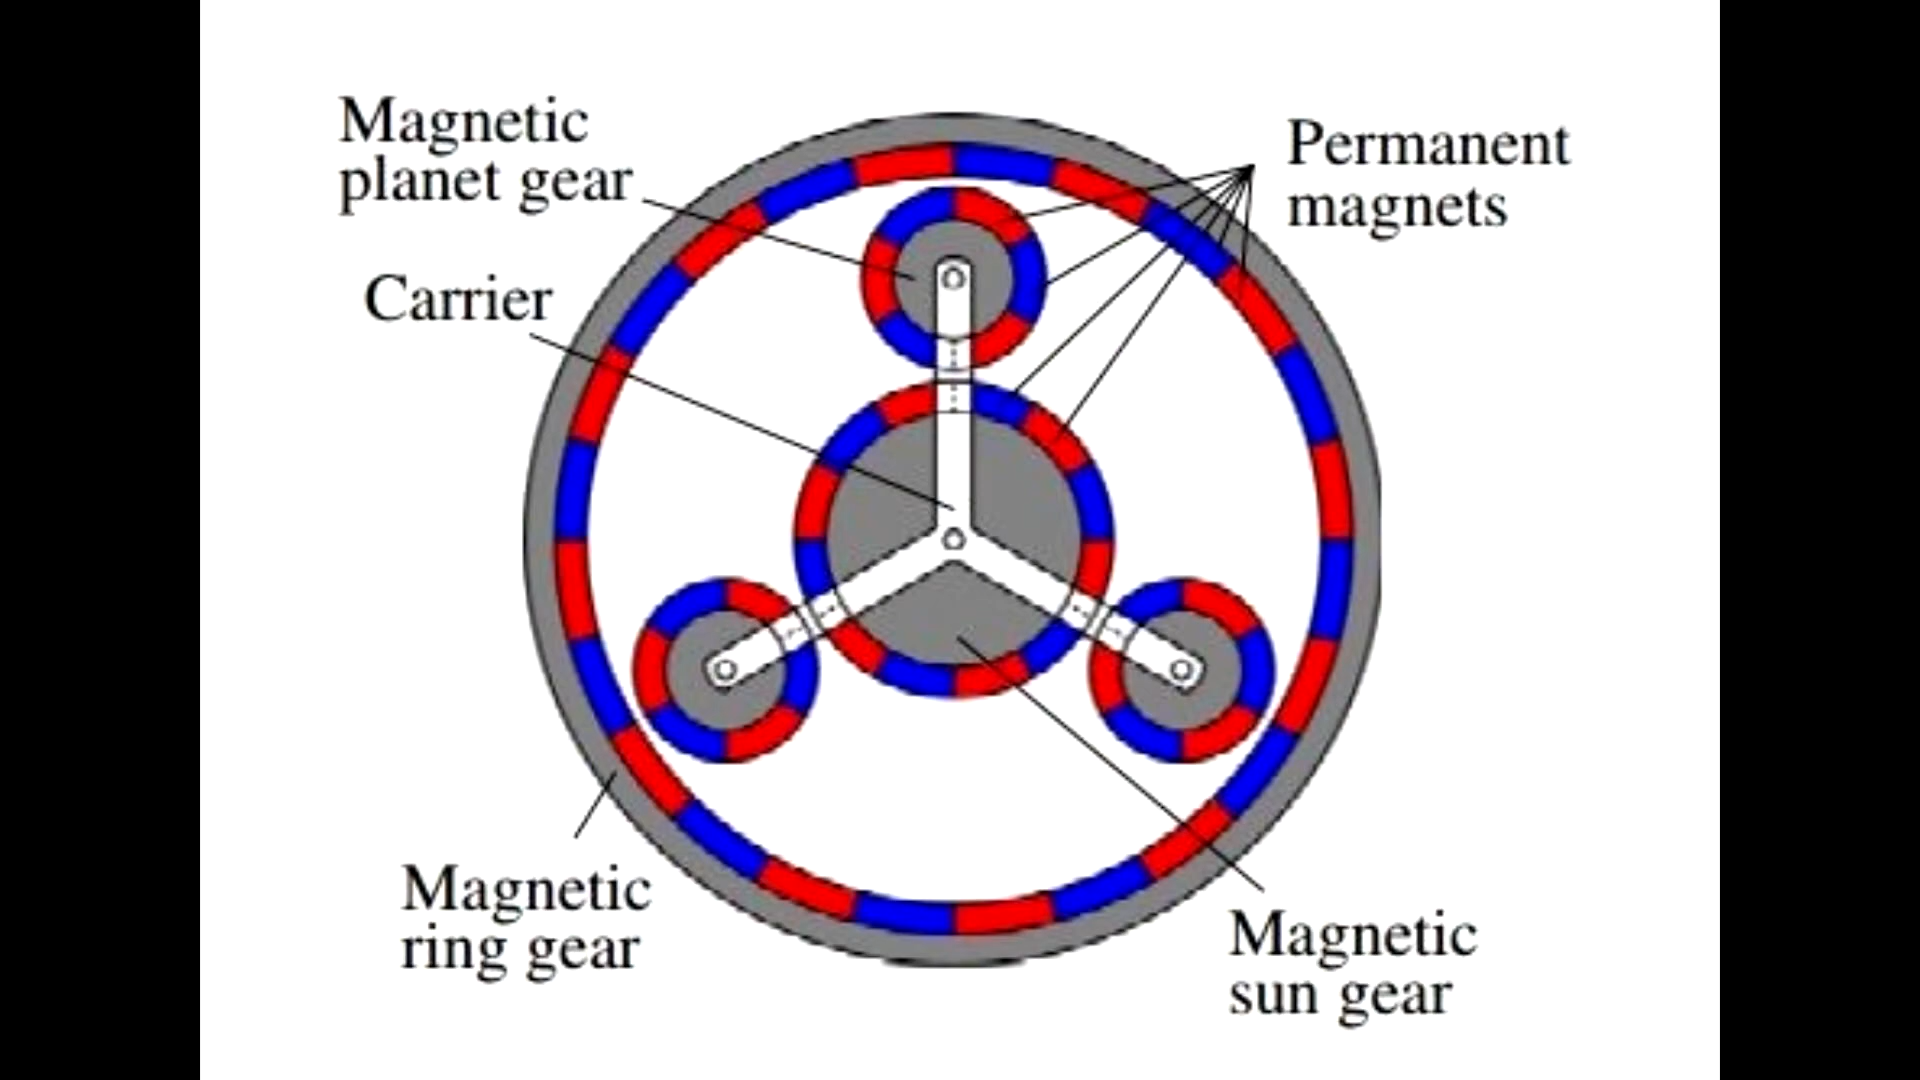 Magnetic
planet gear
Permanent
magnets
Carrier
Magnetic
ring gear
Magnetic
sun gear